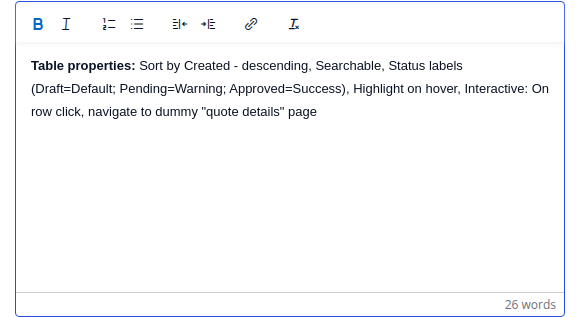 Table properties: Sort by Created - descending, Searchable, Status labels
(Draft=Default; Pending=Warning; Approved=Success), Highlight on hover, Interactive: On
row click, navigate to dummy "quote details" page
26 words